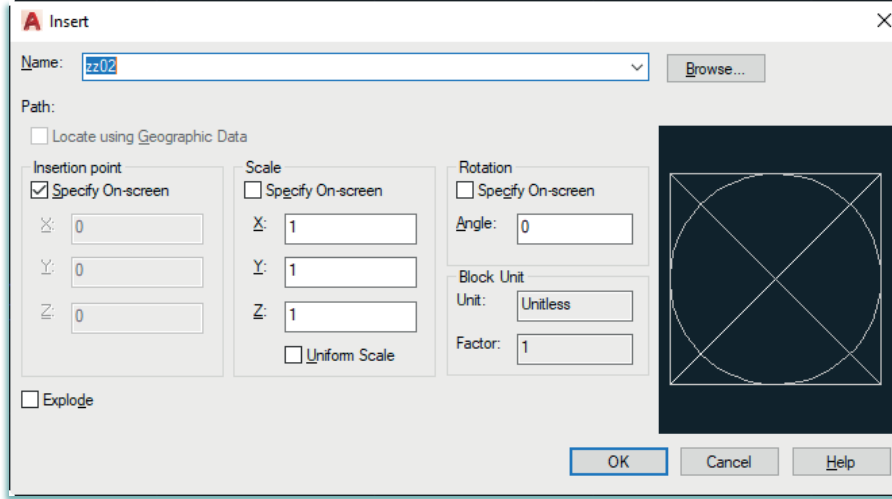 Insert
Name: zz02 Browse...
Path:
Locate using Geographic Data
Insertion point
Specify On-screen
X: 0
Y: 0
Z: 0
Scale
Specify On-screen
X: 1
Y: 1
Z: 1
Uniform Scale
Rotation
Specify On-screen
Angle: 0
Block Unit
Unit: Unitless
Factor: 1
Explode
OK Cancel Help